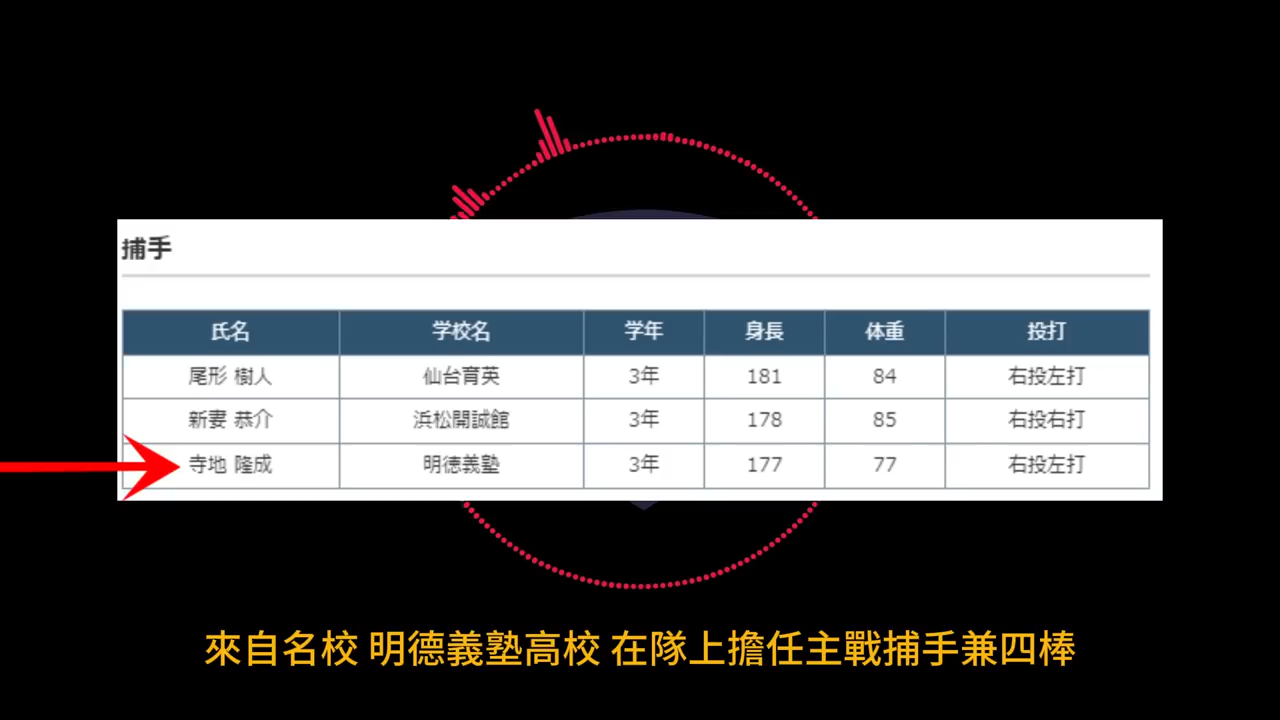 捕手
氏名 学校名 学年 身長 体重 投打
尾形 樹人 仙台育英 3年 181 84 右投左打
新妻 恭介 浜松開誠館 3年 178 85 右投右打
寺地 隆成 明徳義塾 3年 177 77 右投左打
來自名校 明德義塾高校 在隊上擔任主戰捕手兼四棒